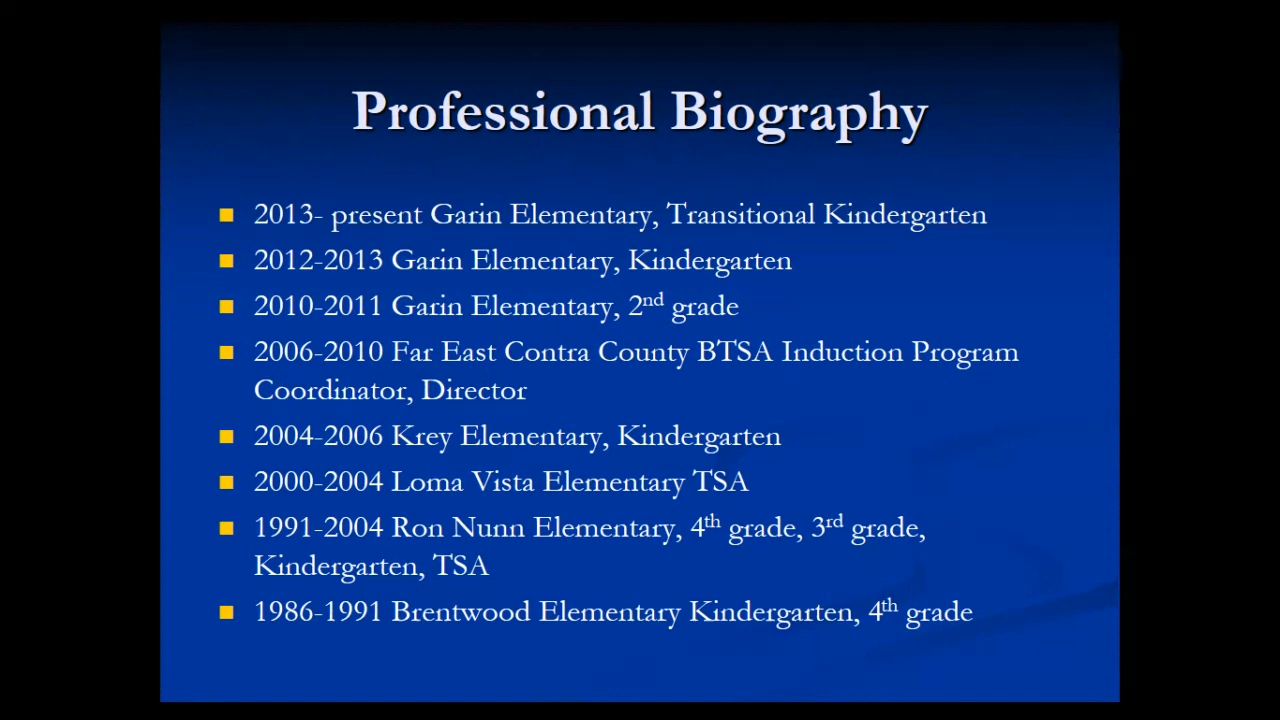 Professional Biography
2013- present Garin Elementary, Transitional Kindergarten
2012-2013 Garin Elementary, Kindergarten
2010-2011 Garin Elementary, 2nd grade
2006-2010 Far East Contra County BTSA Induction Program
Coordinator, Director
2004-2006 Krey Elementary, Kindergarten
2000-2004 Loma Vista Elementary TSA
1991-2004 Ron Nunn Elementary, 4th grade, 3rd grade,
Kindergarten, TSA
1986-1991 Brentwood Elementary Kindergarten, 4th grade